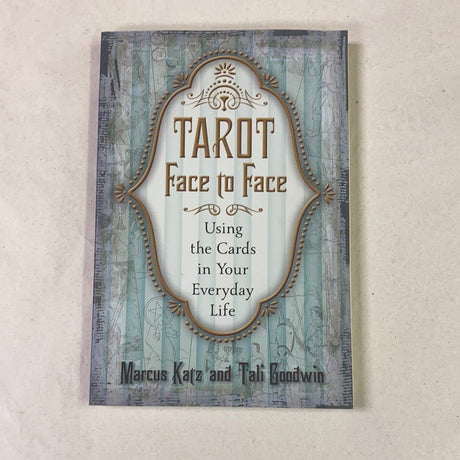 TAROT
Face to Face
Using
the Cards
in Your
Everyday
Life
Marcus Katz and Tali Goodwin